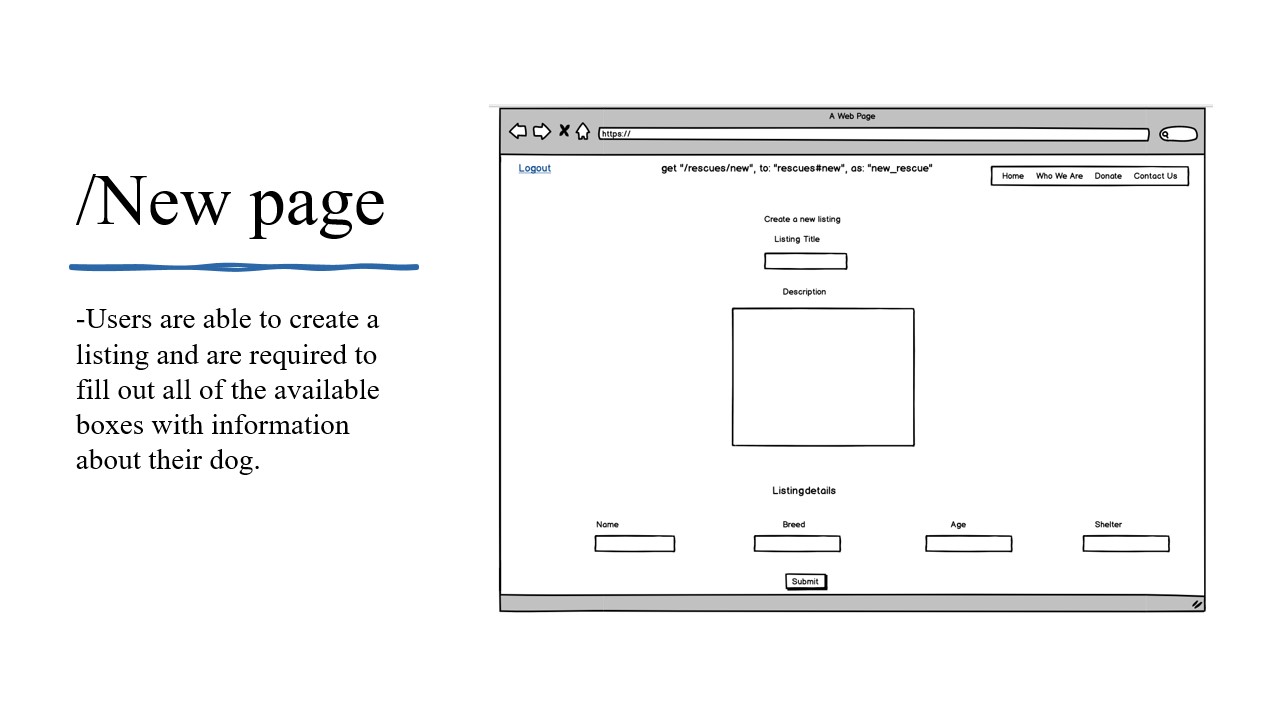 /New page
-Users are able to create a
listing and are required to
fill out all of the available
boxes with information
about their dog.
A Web Page
https://
Logout
get "/rescues/new", to: "rescues#new", as: "new_rescue"
Home Who We Are Donate Contact Us
Create a new listing
Listing Title
Description
Listingdetails
Name Breed Age Shelter
Submit